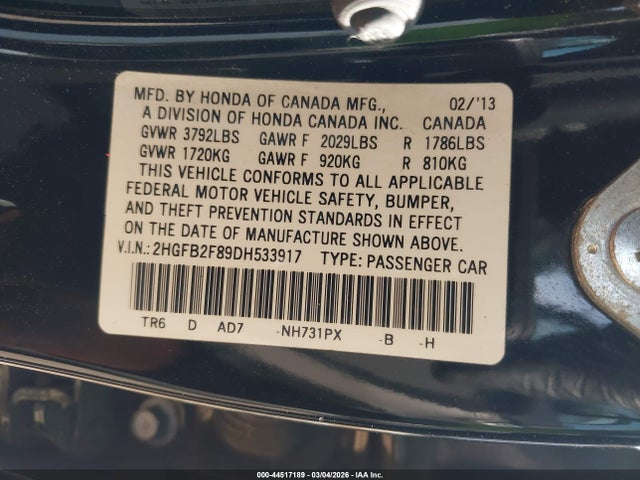 MFD. BY HONDA OF CANADA MFG., 02/'13
A DIVISION OF HONDA CANADA INC. CANADA
GVWR 3792LBS GAWR F 2029LBS R 1786LBS
GVWR 1720KG GAWR F 920KG R 810KG
THIS VEHICLE CONFORMS TO ALL APPLICABLE
FEDERAL MOTOR VEHICLE SAFETY, BUMPER,
AND THEFT PREVENTION STANDARDS IN EFFECT
ON THE DATE OF MANUFACTURE SHOWN ABOVE.
V.I.N.: 2HGFB2F89DH533917 TYPE: PASSENGER CAR
TR6 D AD7 -NH731PX -B -H
000-44517189 - 03/04/2026 - IAA Inc.